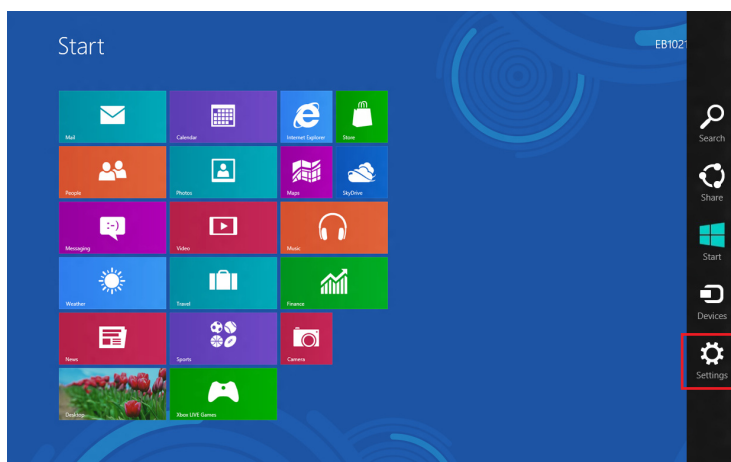 Start
EB1021
Mail
Calendar
Internet Explorer
Store
People
Photos
Maps
SkyDrive
Messaging
:-)
Video
Music
Weather
Travel
Finance
News
Sports
Camera
Desktop
Xbox LIVE Games
Search
Share
Start
Devices
Settings